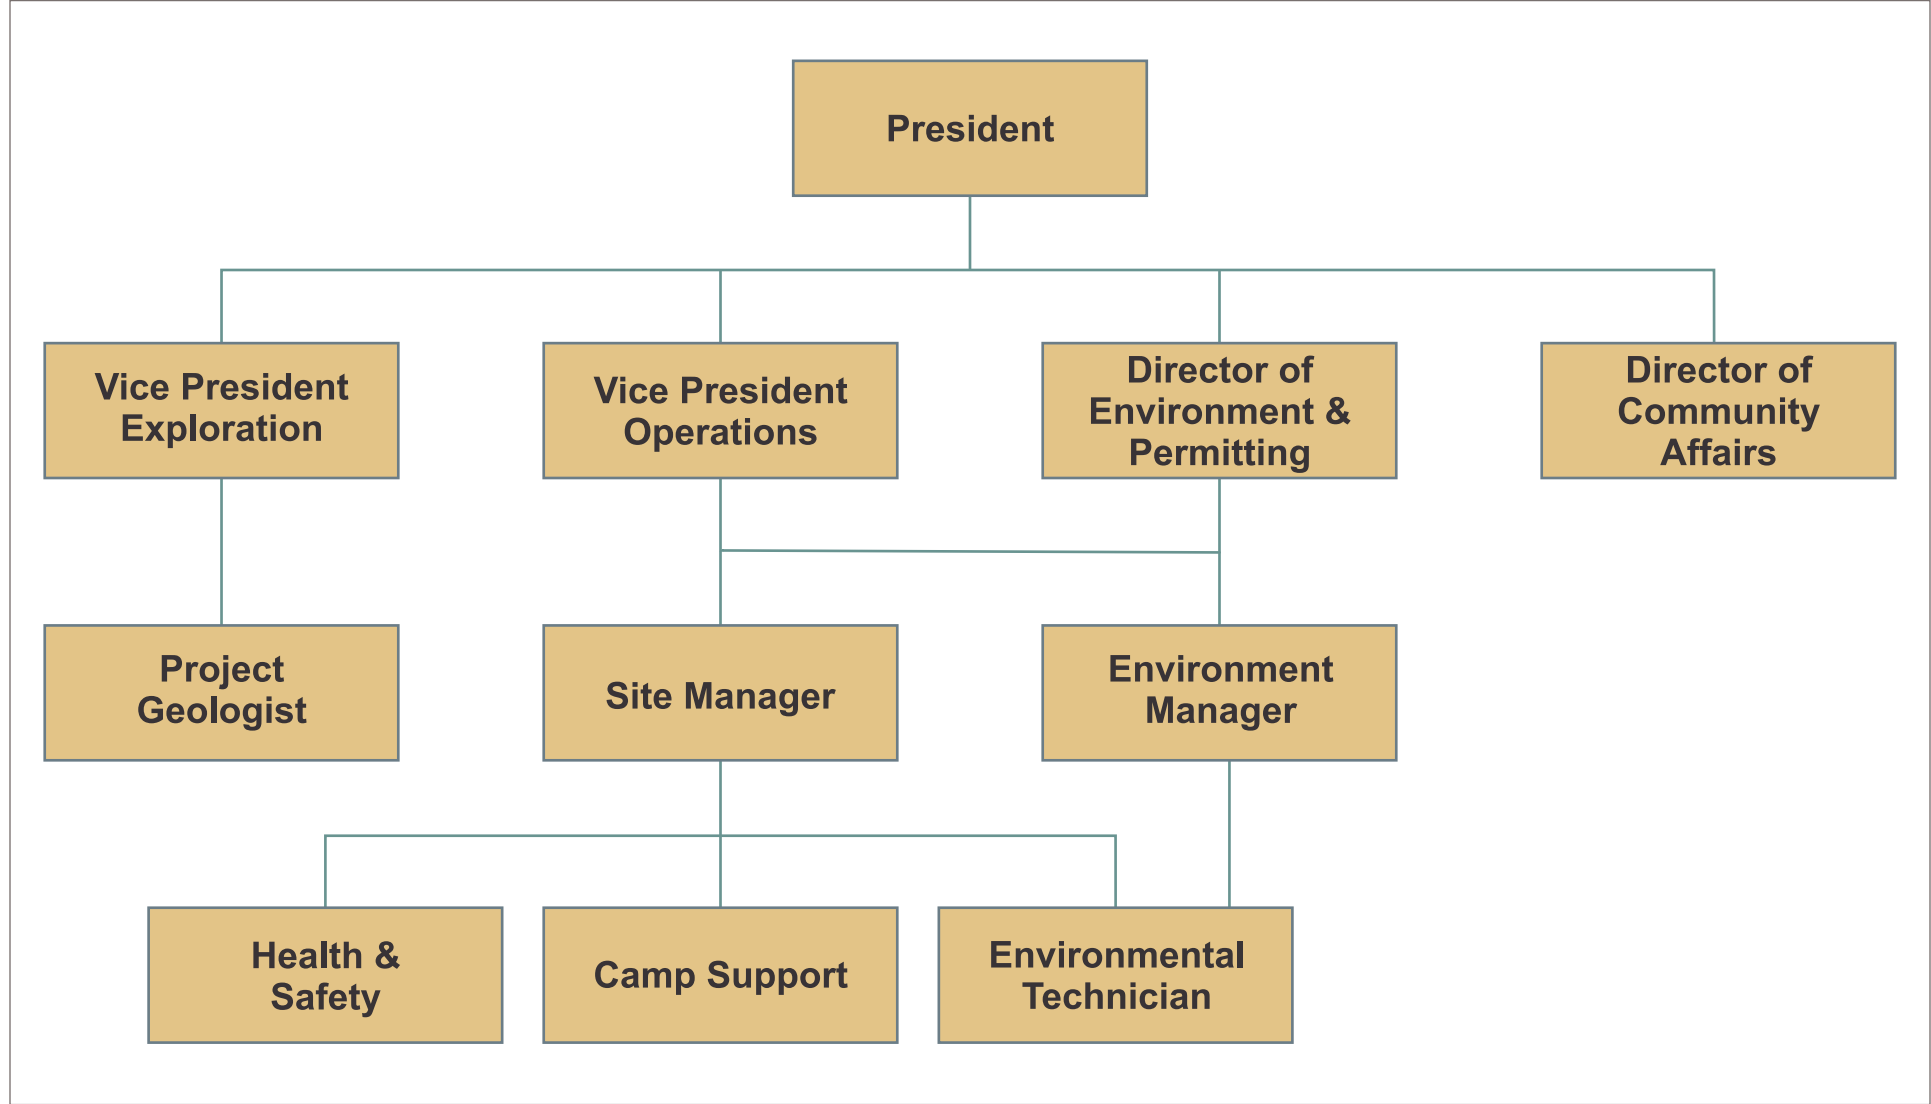 President
Vice President
Exploration
Vice President
Operations
Director of
Environment &
Permitting
Director of
Community
Affairs
Project
Geologist
Site Manager
Environment
Manager
Health &
Safety
Camp Support
Environmental
Technician